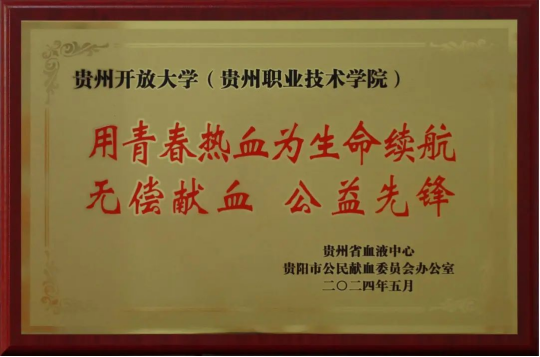 贵州开放大学（贵州职业技术学院）
用青春热血为生命续航
无偿献血 公益先锋
贵州省血液中心
贵阳市公民献血委员会办公室
二〇二四年五月